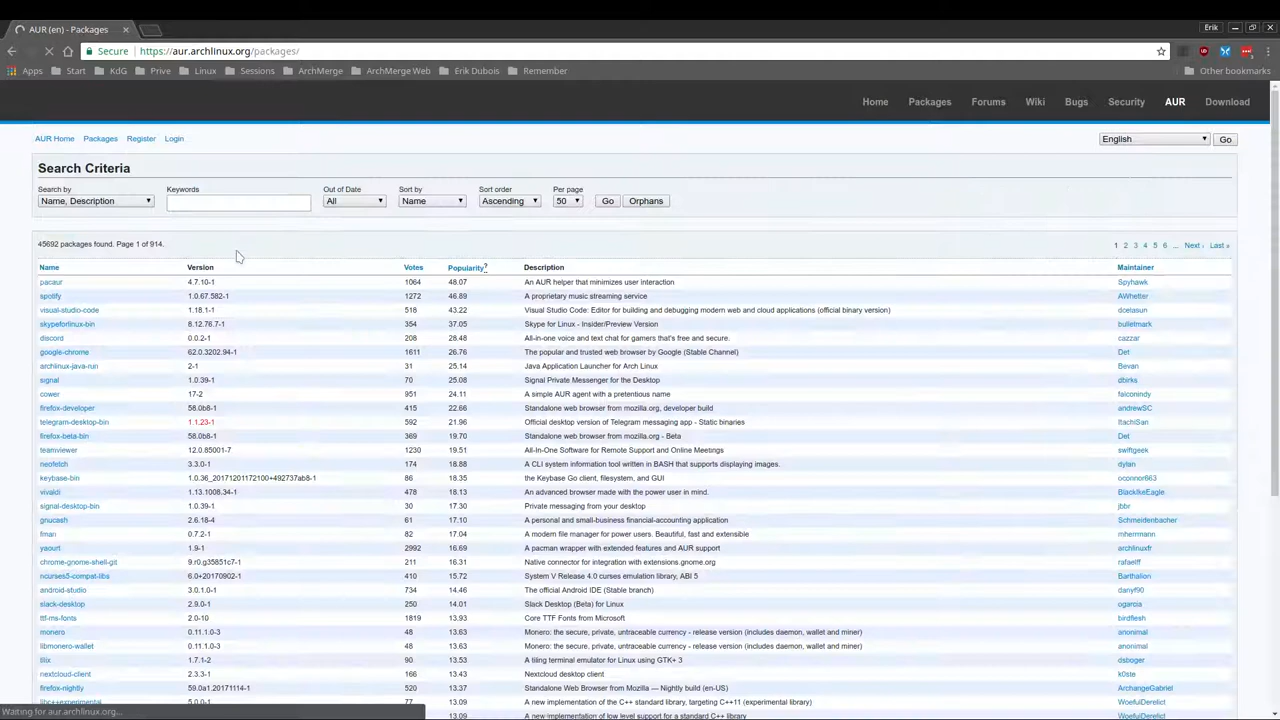 AUR (en) - Packages
Erik
Secure https://aur.archlinux.org/packages/
Apps Start KdG Prive Linux Sessions ArchMerge ArchMerge Web Erik Dubois Remember Other bookmarks
Home Packages Forums Wiki Bugs Security AUR Download
AUR Home Packages Register Login English Go
Search Criteria
Search by Keywords Out of Date Sort by Sort order Per page
Name, Description All Name Ascending 50 Go Orphans
45692 packages found. Page 1 of 914. 1 2 3 4 5 6 ... Next › Last »
Name Version Votes Popularity? Description Maintainer
pacaur 4.7.10-1 1064 48.07 An AUR helper that minimizes user interaction Spyhawk
spotify 1.0.67.582-1 1272 46.89 A proprietary music streaming service AWhetter
visual-studio-code 1.18.1-1 518 43.22 Visual Studio Code: Editor for building and debugging modern web and cloud applications (official binary version) dcelasun
skypeforlinux-bin 8.12.76.7-1 354 37.05 Skype for Linux - Insider/Preview Version bulletmark
discord 0.0.2-1 208 28.48 All-in-one voice and text chat for gamers that's free and secure. cazzar
google-chrome 62.0.3202.94-1 1611 26.76 The popular and trusted web browser by Google (Stable Channel) Det
archlinux-java-run 2-1 31 25.14 Java Application Launcher for Arch Linux Bevan
signal 1.0.39-1 70 25.08 Signal Private Messenger for the Desktop dbirks
cower 17-2 951 24.11 A simple AUR agent with a pretentious name falconindy
firefox-developer 58.0b8-1 415 22.66 Standalone web browser from mozilla.org, developer build andrewSC
telegram-desktop-bin 1.1.23-1 592 21.96 Official desktop version of Telegram messaging app - Static binaries ItachiSan
firefox-beta-bin 58.0b8-1 369 19.70 Standalone web browser from mozilla.org - Beta Det
teamviewer 12.0.85001-7 1230 19.51 All-In-One Software for Remote Support and Online Meetings swiftgeek
neofetch 3.3.0-1 174 18.88 A CLI system information tool written in BASH that supports displaying images. dylan
keybase-bin 1.0.36_20171201172100+492737ab8-1 86 18.35 the Keybase Go client, filesystem, and GUI oconnor663
vivaldi 1.13.1008.34-1 478 18.13 An advanced browser made with the power user in mind. BlackIkeEagle
signal-desktop-bin 1.0.39-1 30 17.30 Private messaging from your desktop jbbr
gnucash 2.6.18-4 61 17.10 A personal and small-business financial-accounting application Schmeidenbacher
fman 0.7.2-1 82 17.04 A modern file manager for power users. Beautiful, fast and extensible mherrmann
yaourt 1.9-1 2992 16.69 A pacman wrapper with extended features and AUR support archlinuxfr
chrome-gnome-shell-git 9.r0.g35851c7-1 211 16.31 Native connector for integration with extensions.gnome.org rafaelff
ncurses5-compat-libs 6.0+20170902-1 410 15.72 System V Release 4.0 curses emulation library, ABI 5 Barthalion
android-studio 3.0.1.0-1 734 14.46 The official Android IDE (Stable branch) danyf90
slack-desktop 2.9.0-1 250 14.01 Slack Desktop (Beta) for Linux ogarcia
ttf-ms-fonts 2.0-10 1819 13.93 Core TTF Fonts from Microsoft birdflesh
monero 0.11.1.0-3 48 13.63 Monero: the secure, private, untraceable currency - release version (includes daemon, wallet and miner) anonimal
libmonero-wallet 0.11.1.0-3 48 13.63 Monero: the secure, private, untraceable currency - release version (includes daemon, wallet and miner) anonimal
tilix 1.7.1-2 90 13.53 A tiling terminal emulator for Linux using GTK+ 3 dsboger
nextcloud-client 2.3.3-1 166 13.43 Nextcloud desktop client k0ste
firefox-nightly 59.0a1.20171114-1 520 13.37 Standalone Web Browser from Mozilla — Nightly build (en-US) ArchangeGabriel
libc++experimental 5.0.0-1 77 13.09 A new implementation of the C++ standard library, targeting C++11 (experimental library) WoefulDerelict
13.09 A new implementation of low level support for a standard C++ library WoefulDerelict
Waiting for aur.archlinux.org...